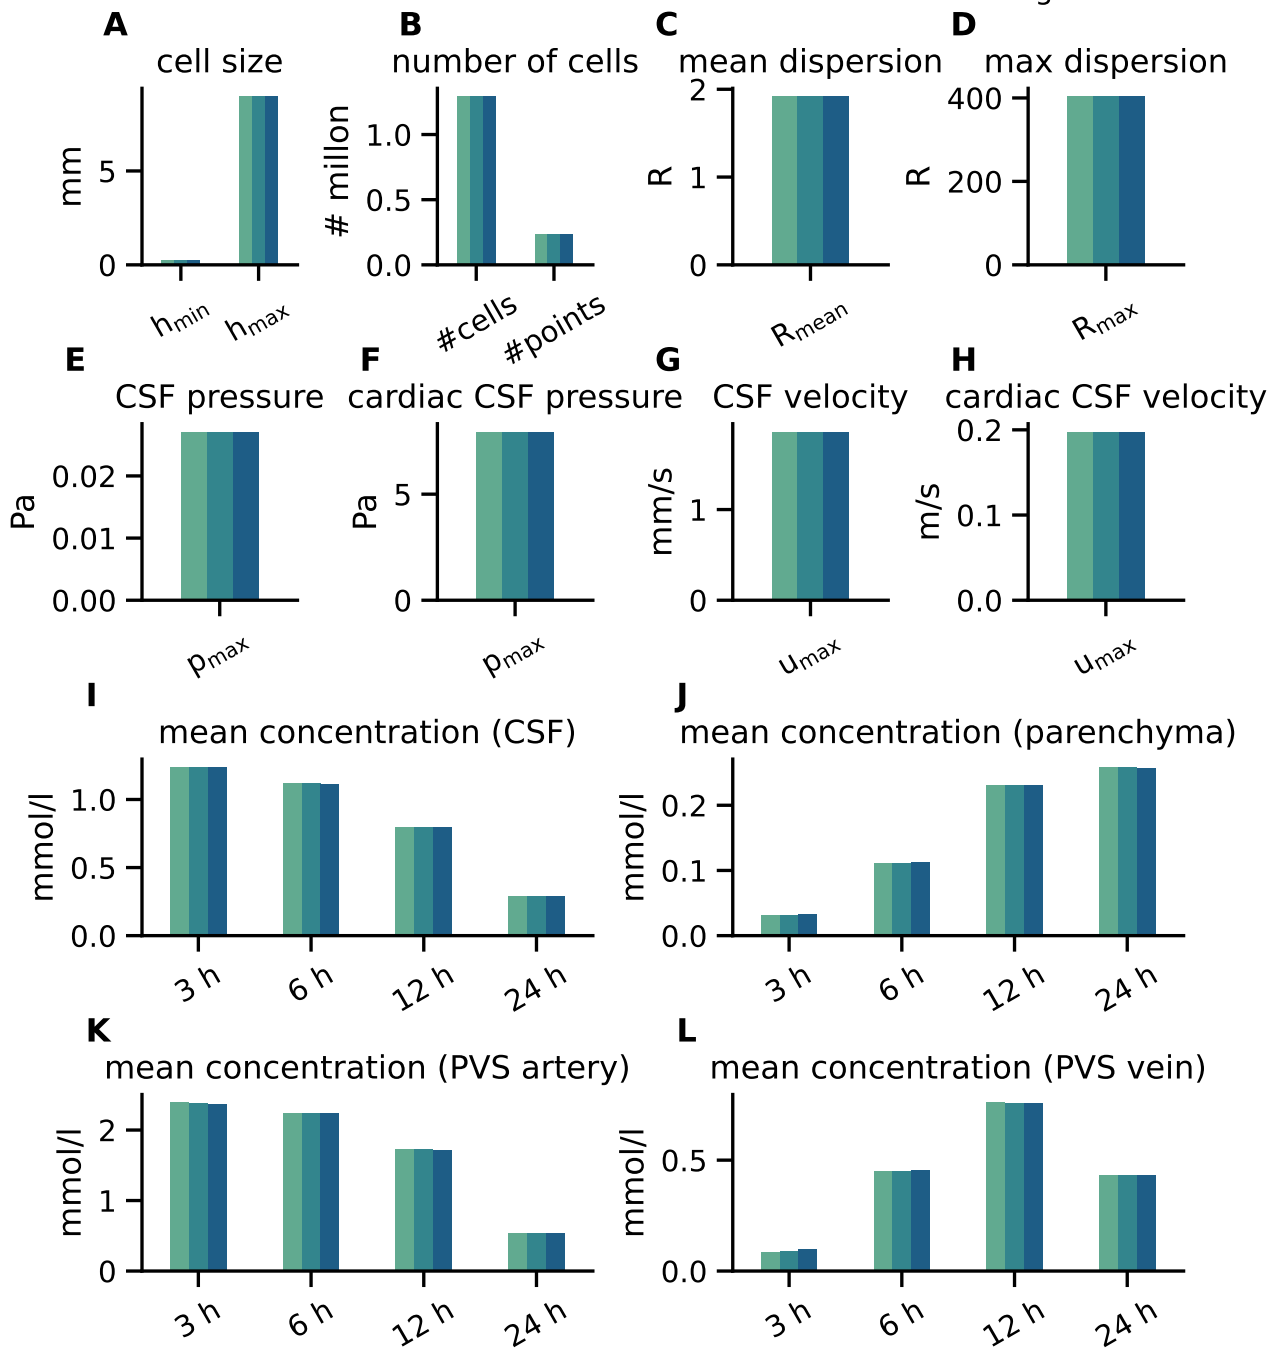 A
cell size
mm
5
0
hmin
hmax
B
number of cells
# millon
1.0
0.5
0.0
#cells
#points
C
mean dispersion
R
2
1
0
Rmean
D
max dispersion
R
400
200
0
Rmax
E
CSF pressure
Pa
0.02
0.01
0.00
pmax
F
cardiac CSF pressure
Pa
5
0
pmax
G
CSF velocity
mm/s
1
0
umax
H
cardiac CSF velocity
m/s
0.2
0.1
0.0
umax
I
mean concentration (CSF)
mmol/l
1.0
0.5
0.0
3 h
6 h
12 h
24 h
J
mean concentration (parenchyma)
mmol/l
0.2
0.1
0.0
3 h
6 h
12 h
24 h
K
mean concentration (PVS artery)
mmol/l
2
1
0
3 h
6 h
12 h
24 h
L
mean concentration (PVS vein)
mmol/l
0.5
0.0
3 h
6 h
12 h
24 h